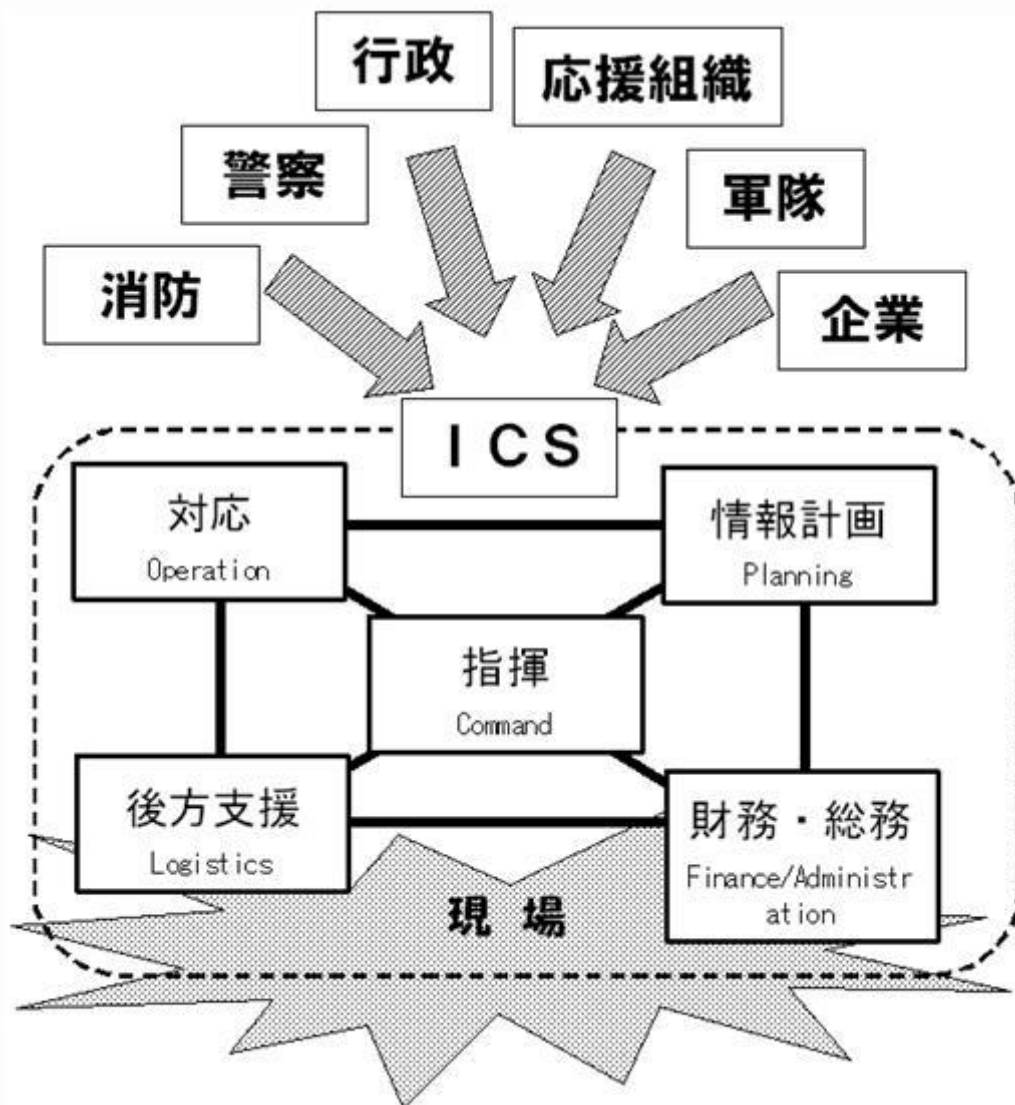 行政
応援組織
警察
軍隊
消防
企業
ＩＣＳ
対応
Operation
情報計画
Planning
指揮
Command
後方支援
Logistics
財務・総務
Finance/Administr
ation
現 場